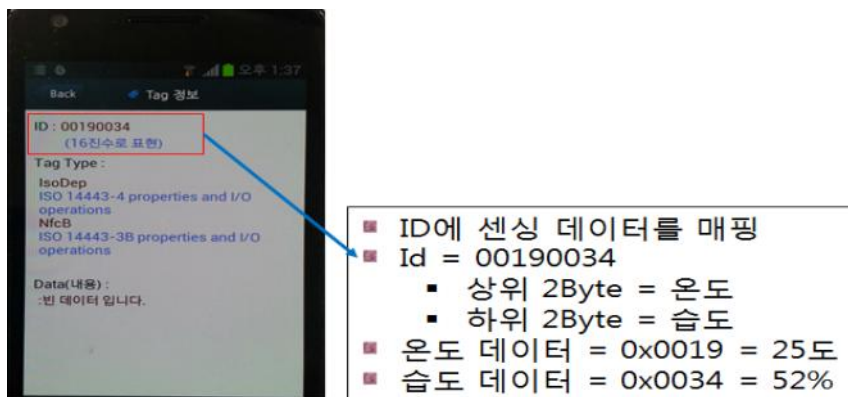 오후 1:37
Back
Tag 정보
ID : 00190034
(16진수로 표현)
Tag Type :
IsoDep
ISO 14443-4 properties and I/O
operations
NfcB
ISO 14443-3B properties and I/O
operations
Data(내용) :
:빈 데이터 입니다.
ID에 센싱 데이터를 매핑
Id = 00190034
상위 2Byte = 온도
하위 2Byte = 습도
온도 데이터 = 0x0019 = 25도
습도 데이터 = 0x0034 = 52%